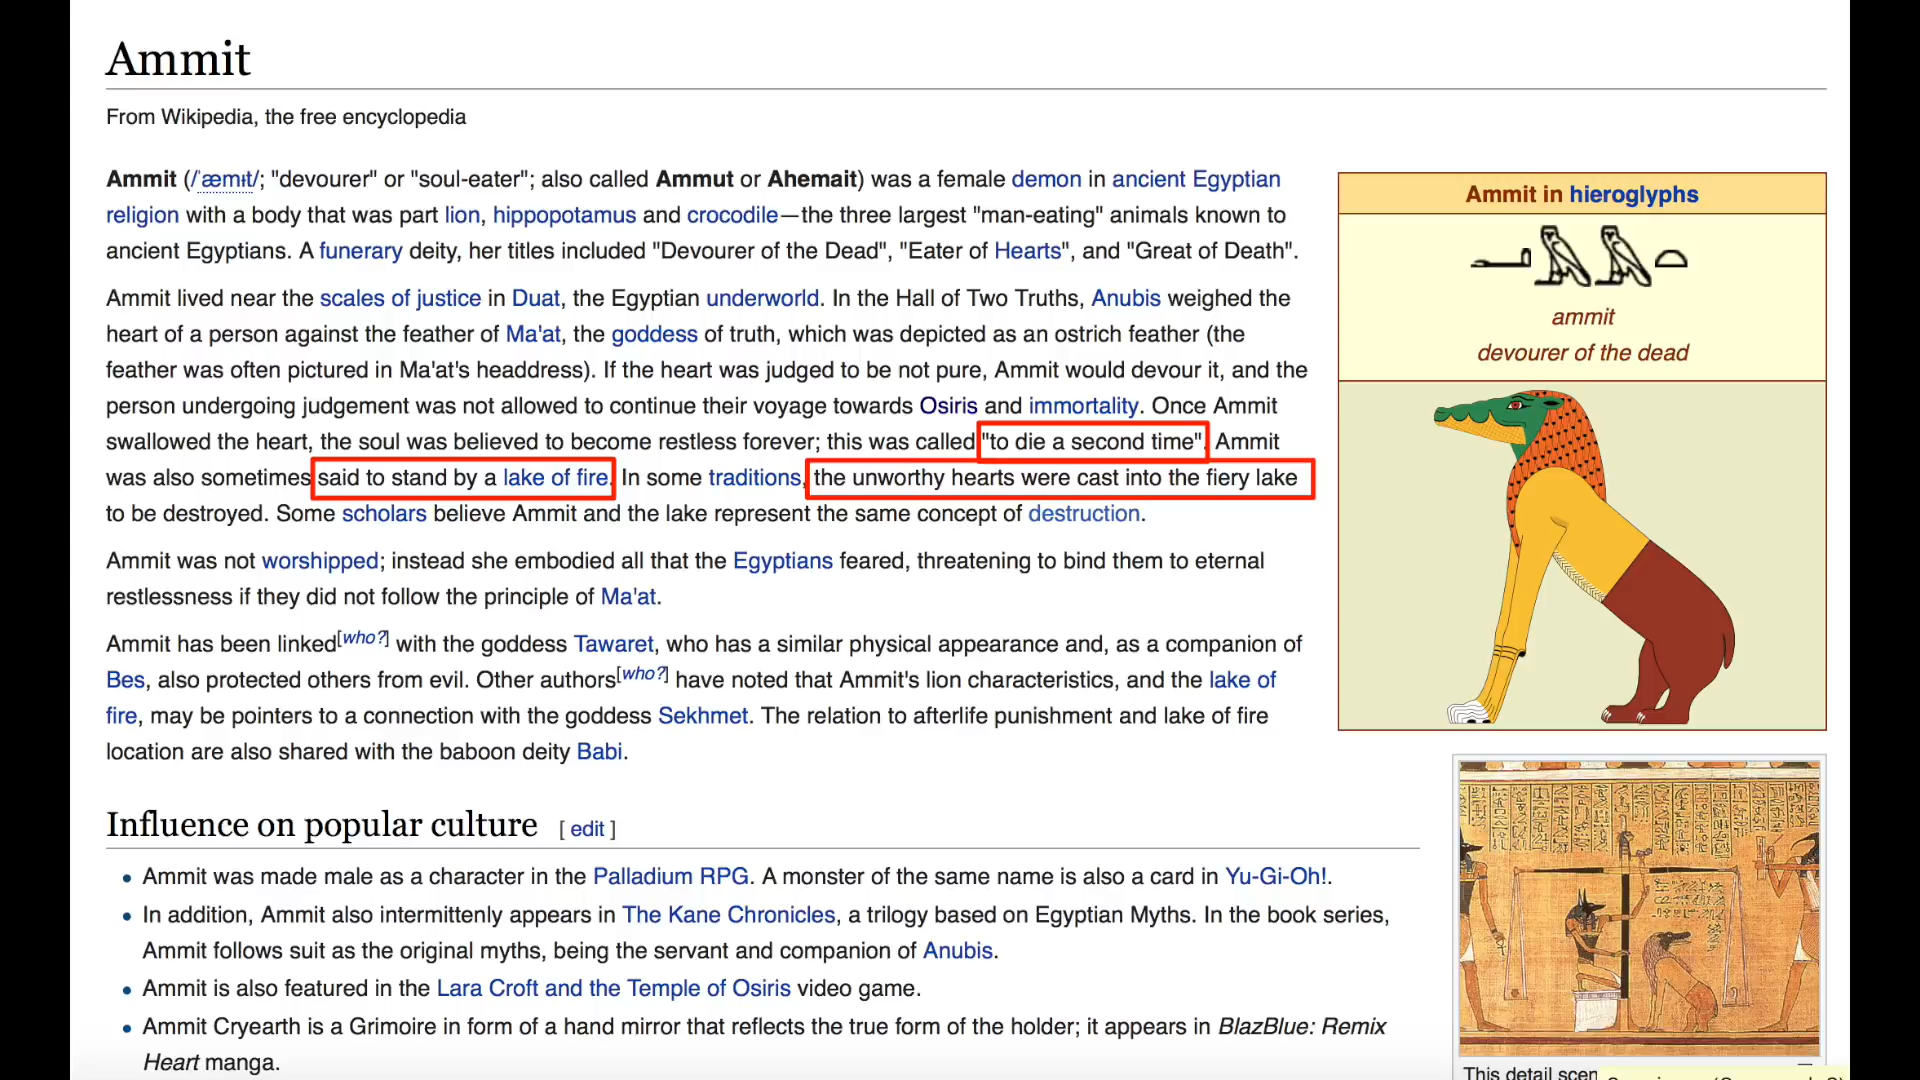 Ammit
From Wikipedia, the free encyclopedia
Ammit (/ˈæmɪt/; "devourer" or "soul-eater"; also called Ammut or Ahemait) was a female demon in ancient Egyptian
religion with a body that was part lion, hippopotamus and crocodile—the three largest "man-eating" animals known to
ancient Egyptians. A funerary deity, her titles included "Devourer of the Dead", "Eater of Hearts", and "Great of Death".
Ammit lived near the scales of justice in Duat, the Egyptian underworld. In the Hall of Two Truths, Anubis weighed the
heart of a person against the feather of Ma'at, the goddess of truth, which was depicted as an ostrich feather (the
feather was often pictured in Ma'at's headdress). If the heart was judged to be not pure, Ammit would devour it, and the
person undergoing judgement was not allowed to continue their voyage towards Osiris and immortality. Once Ammit
swallowed the heart, the soul was believed to become restless forever; this was called "to die a second time". Ammit
was also sometimes said to stand by a lake of fire. In some traditions, the unworthy hearts were cast into the fiery lake
to be destroyed. Some scholars believe Ammit and the lake represent the same concept of destruction.
Ammit was not worshipped; instead she embodied all that the Egyptians feared, threatening to bind them to eternal
restlessness if they did not follow the principle of Ma'at.
Ammit has been linked[who?] with the goddess Tawaret, who has a similar physical appearance and, as a companion of
Bes, also protected others from evil. Other authors[who?] have noted that Ammit's lion characteristics, and the lake of
fire, may be pointers to a connection with the goddess Sekhmet. The relation to afterlife punishment and lake of fire
location are also shared with the baboon deity Babi.
Ammit in hieroglyphs
ammit
devourer of the dead
Influence on popular culture [ edit ]
• Ammit was made male as a character in the Palladium RPG. A monster of the same name is also a card in Yu-Gi-Oh!.
• In addition, Ammit also intermittenly appears in The Kane Chronicles, a trilogy based on Egyptian Myths. In the book series,
Ammit follows suit as the original myths, being the servant and companion of Anubis.
• Ammit is also featured in the Lara Croft and the Temple of Osiris video game.
• Ammit Cryearth is a Grimoire in form of a hand mirror that reflects the true form of the holder; it appears in BlazBlue: Remix
Heart manga.
This detail scen